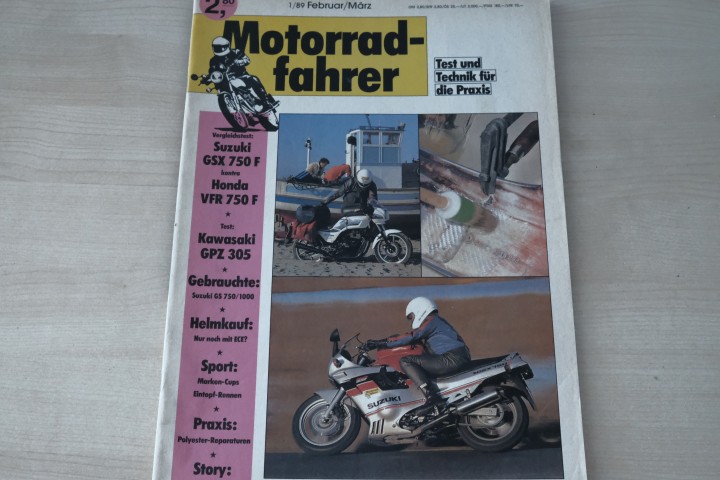 2,80
1/89 Februar/März
Motorrad-
fahrer
Test und
Technik für
die Praxis
Vergleichstest:
Suzuki
GSX 750 F
kontra
Honda
VFR 750 F
*
Test:
Kawasaki
GPZ 305
*
Gebrauchte:
Suzuki GS 750/1000
*
Helmkauf:
Nur noch mit ECE?
*
Sport:
Marken-Cups
Eintopf-Rennen
*
Praxis:
Polyester-Reparaturen
*
Story:
SUZUKI